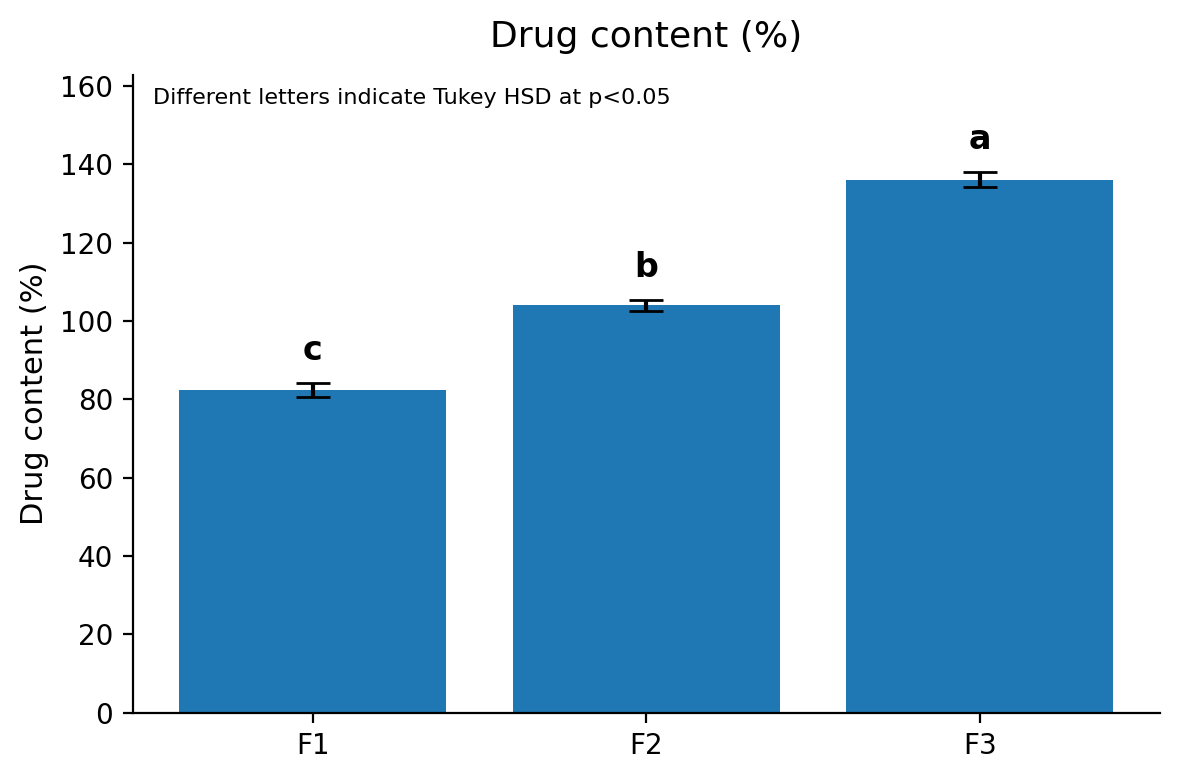 Drug content (%)
Different letters indicate Tukey HSD at p<0.05
160
140
120
100
80
60
40
20
0
Drug content (%)
c
b
a
F1
F2
F3